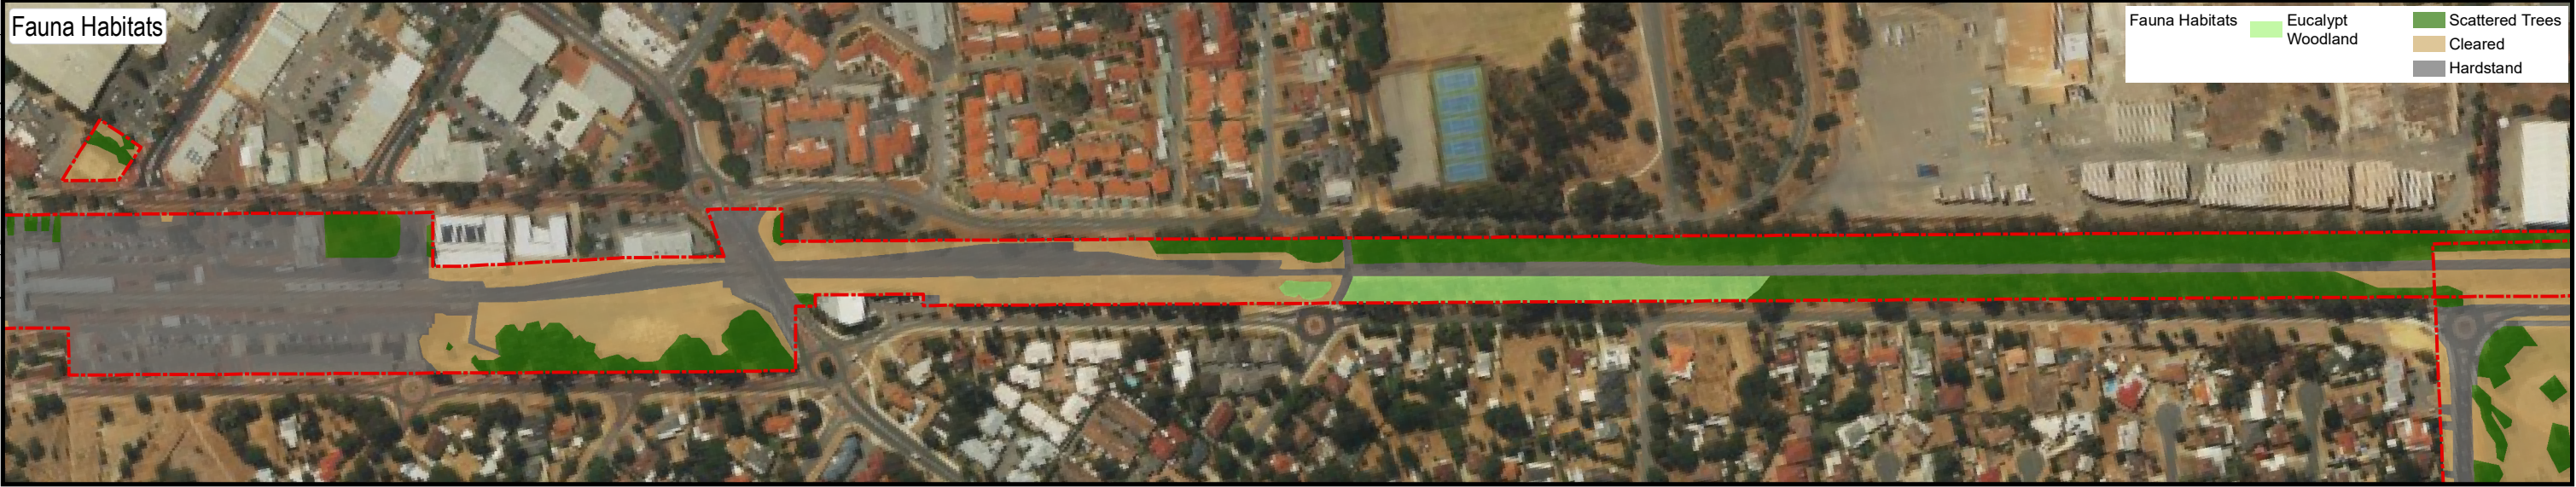 Fauna Habitats
Fauna Habitats
Eucalypt
Woodland
Scattered Trees
Cleared
Hardstand